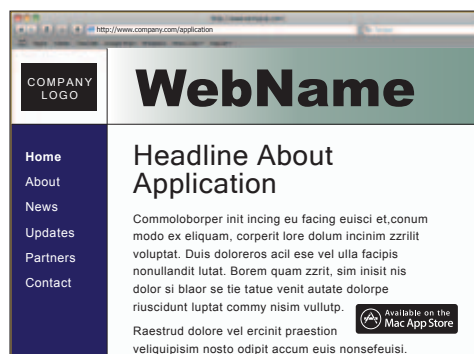 http://www.company.com/application
COMPANY
LOGO
WebName
Home
About
News
Updates
Partners
Contact
Headline About
Application
Commoloborper init incing eu facing euisci et,conum
modo ex eliquam, corperit lore dolum incinim zzrilit
voluptat. Duis doloreros acil ese vel ulla facipis
nonullandit lutat. Borem quam zzrit, sim inisit nis
dolor si blaor se tie tatue venit autate dolorpe
riuscidunt luptat commy nisim vullutp.
Available on the
Mac App Store
Raestrud dolore vel ercinit praestion
veliquipisim nosto odipit accum euis nonsefeuisi.